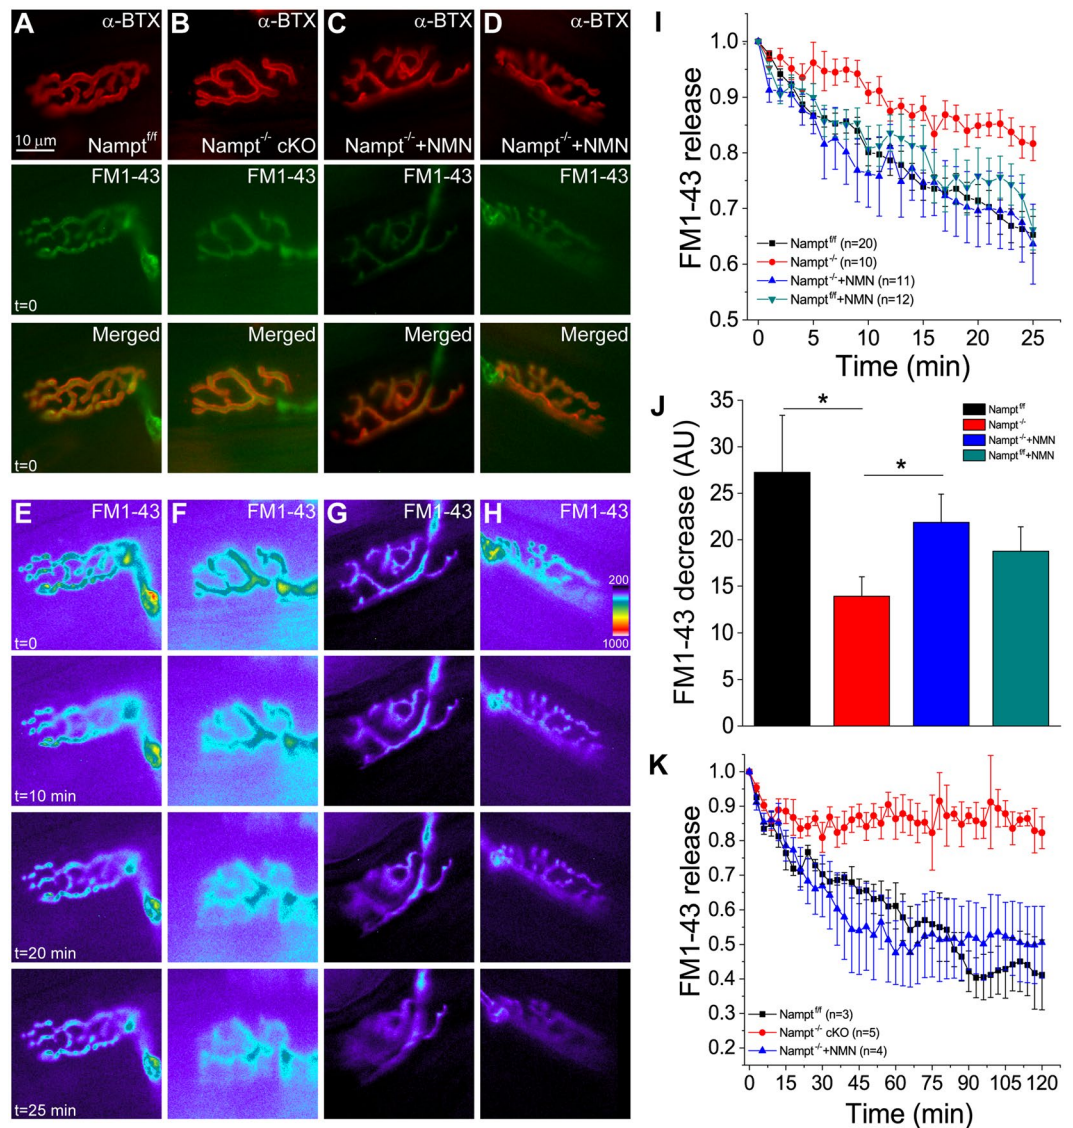 A α-BTX
10 μm Nampt^f/f
FM1-43
t=0
Merged
t=0
B α-BTX
Nampt^-/- cKO
FM1-43
Merged
C α-BTX
Nampt^-/-+NMN
FM1-43
Merged
D α-BTX
Nampt^-/-+NMN
FM1-43
Merged
E FM1-43
t=0
t=10 min
t=20 min
t=25 min
F FM1-43
G FM1-43
H FM1-43
200
1000
I
FM1-43 release
1.0
0.9
0.8
0.7
0.6
0.5
Nampt^f/f (n=20)
Nampt^-/- (n=10)
Nampt^-/-+NMN (n=11)
Nampt^f/f+NMN (n=12)
0 5 10 15 20 25
Time (min)
J
FM1-43 decrease (AU)
35
30
25
20
15
10
5
0
*
*
Nampt^f/f
Nampt^-/-
Nampt^-/-+NMN
Nampt^f/f+NMN
K
FM1-43 release
1.0
0.9
0.8
0.7
0.6
0.5
0.4
0.3
0.2
Nampt^f/f (n=3)
Nampt^-/- cKO (n=5)
Nampt^-/-+NMN (n=4)
0 15 30 45 60 75 90 105 120
Time (min)